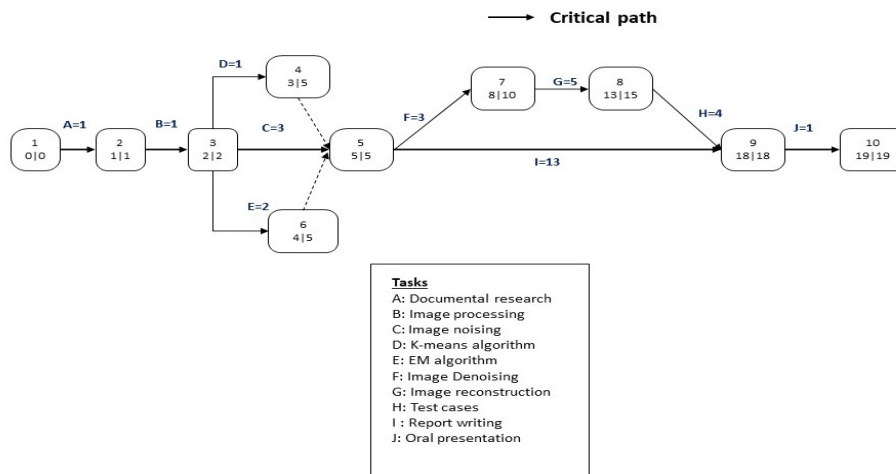 Critical path
D=1
4
3|5
7
8|10
G=5
8
13|15
A=1
B=1
C=3
F=3
H=4
J=1
1
0|0
2
1|1
3
2|2
5
5|5
9
18|18
10
19|19
I=13
E=2
6
4|5
Tasks
A: Documental research
B: Image processing
C: Image noising
D: K-means algorithm
E: EM algorithm
F: Image Denoising
G: Image reconstruction
H: Test cases
I : Report writing
J: Oral presentation